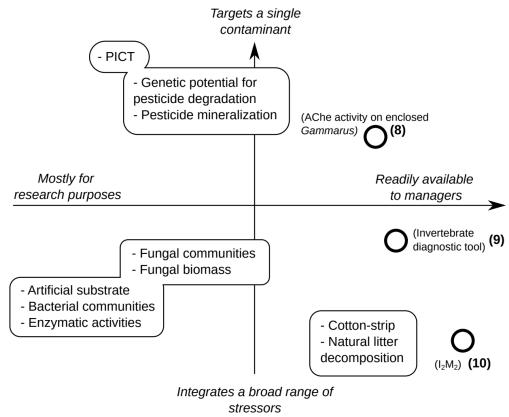 Targets a single
contaminant
- PICT
- Genetic potential for
pesticide degradation
- Pesticide mineralization
(AChe activity on enclosed
Gammarus) (8)
Mostly for
research purposes
Readily available
to managers
(Invertebrate
diagnostic tool) (9)
- Fungal communities
- Fungal biomass
- Artificial substrate
- Bacterial communities
- Enzymatic activities
- Cotton-strip
- Natural litter
decomposition
(I₂M₂) (10)
Integrates a broad range of
stressors